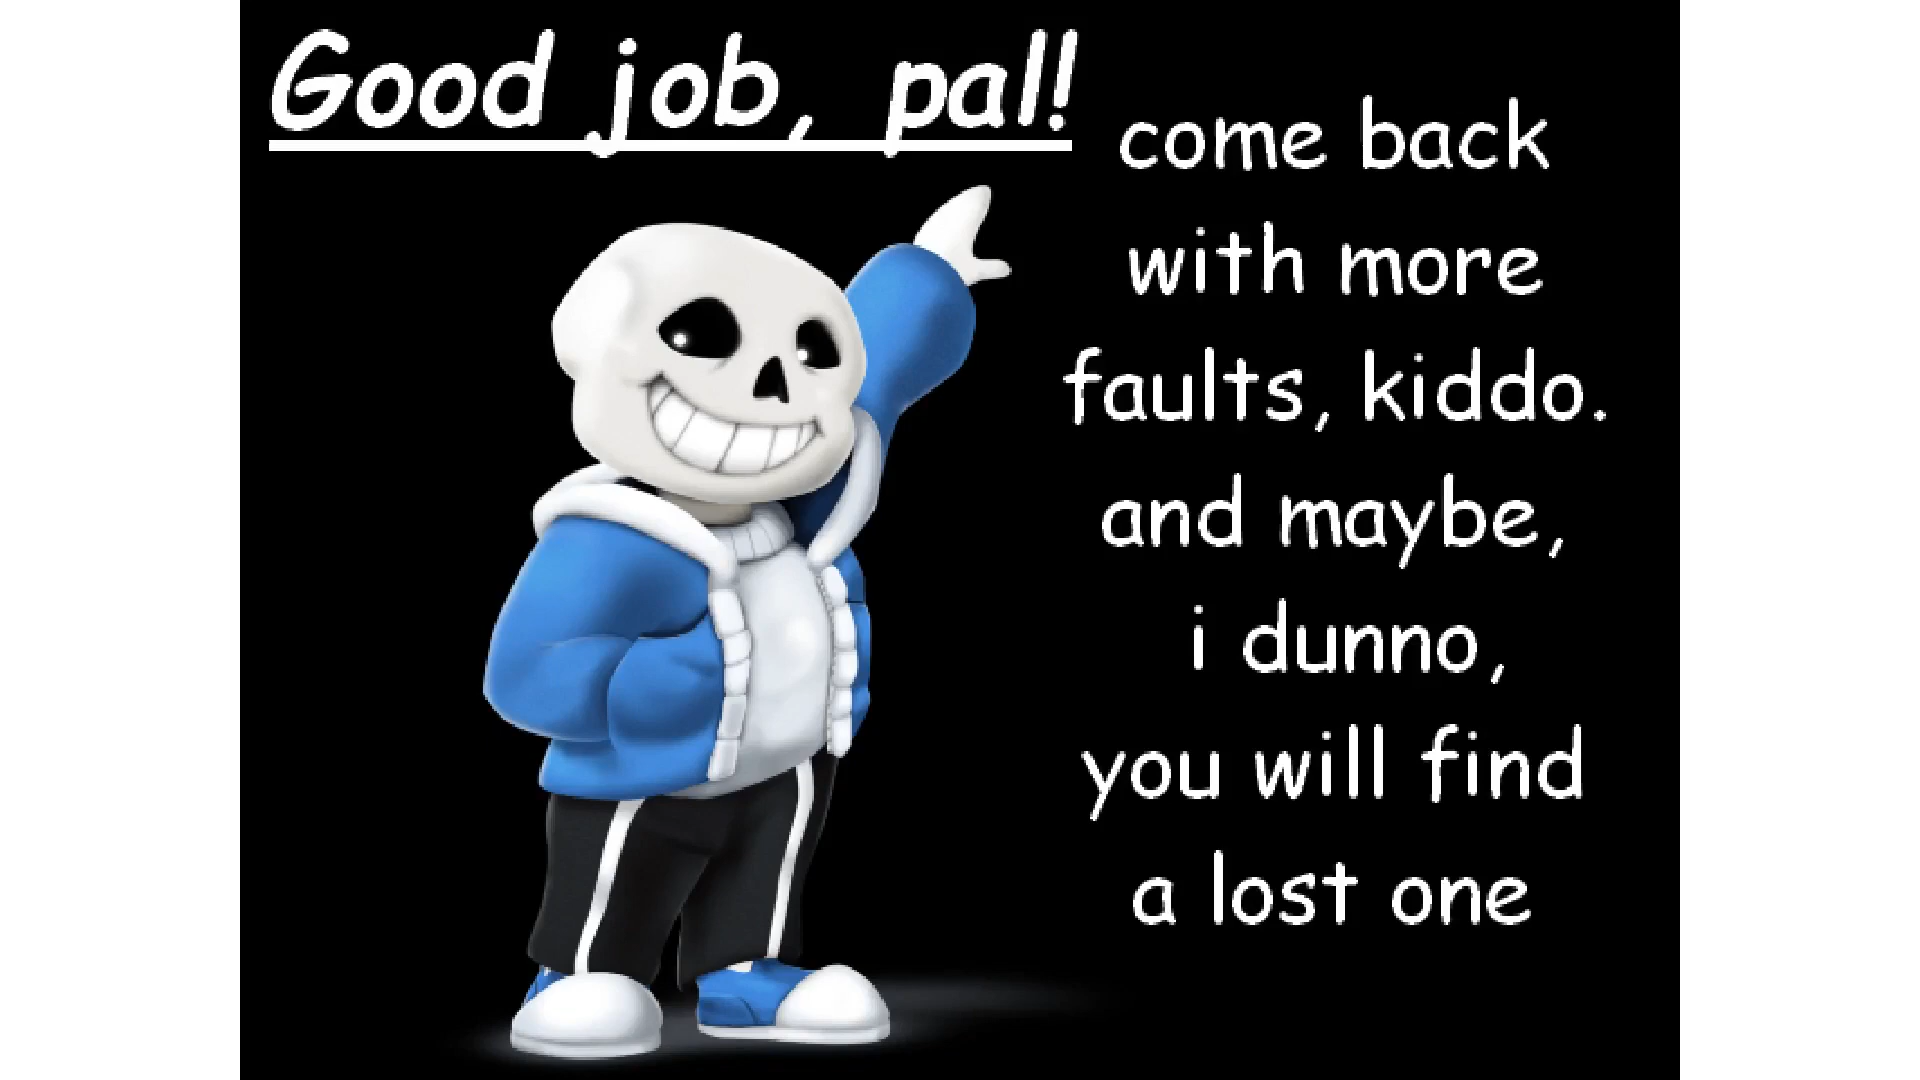 Good job, pal!
come back
with more
faults, kiddo.
and maybe,
i dunno,
you will find
a lost one